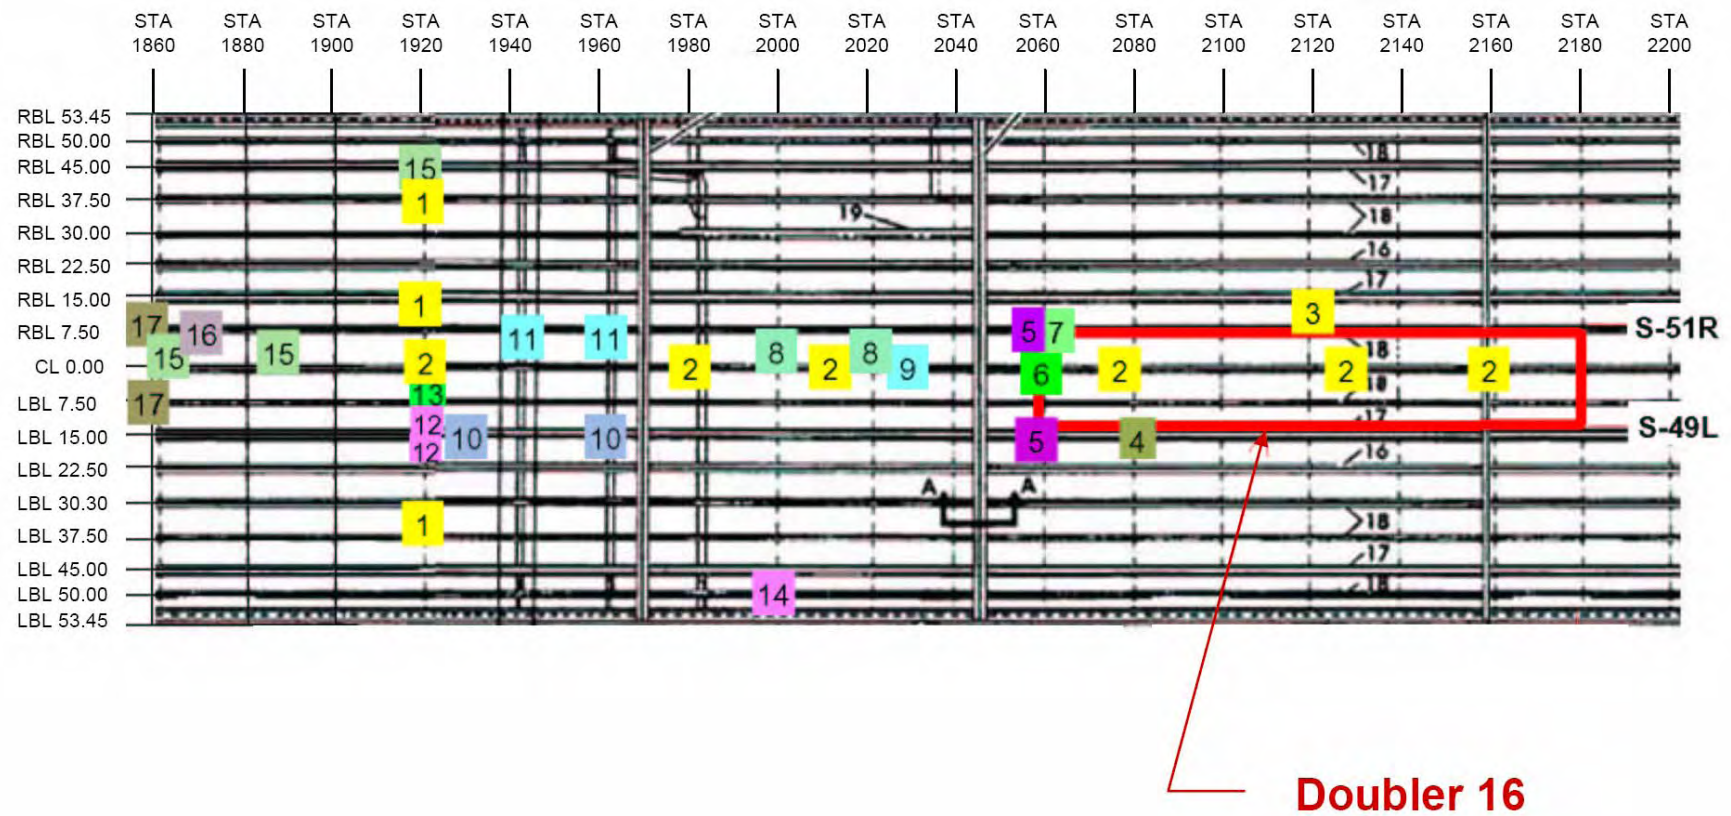 STA STA STA STA STA STA STA STA STA STA STA STA STA STA STA STA STA STA
1860 1880 1900 1920 1940 1960 1980 2000 2020 2040 2060 2080 2100 2120 2140 2160 2180 2200
RBL 53.45
RBL 50.00 18
RBL 45.00 15 17
RBL 37.50 1
19 18
RBL 30.00
16
RBL 22.50
17
RBL 15.00 1 3
17 16 11 11 5 7 S-51R
RBL 7.50
15 15 8 8 18
CL 0.00 2 2 2 9 6 2 2 2
13 18
LBL 7.50 17
12 17 S-49L
LBL 15.00 10 10 5 4
12 16
LBL 22.50
A A
LBL 30.30
1 18
LBL 37.50
17
LBL 45.00
LBL 50.00 14 18
LBL 53.45
Doubler 16